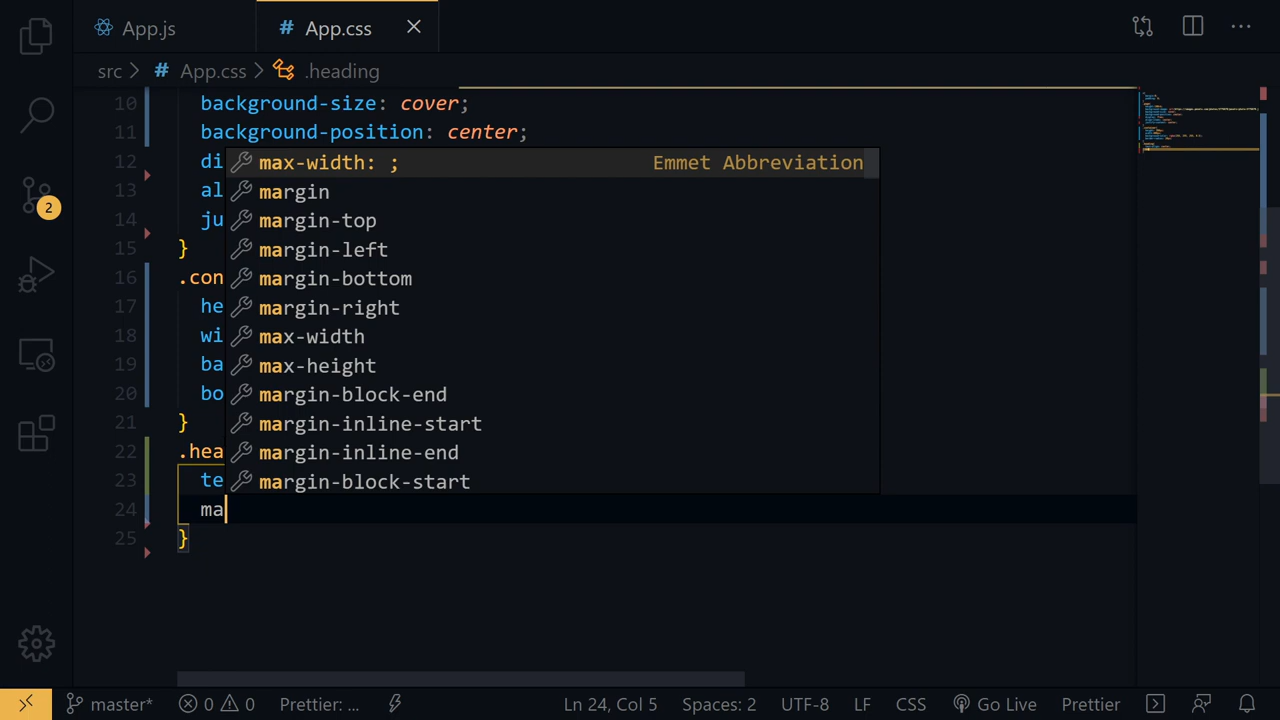 App.js
# App.css
src > # App.css > .heading
10 background-size: cover;
11 background-position: center;
12 di
13 al
14 ju
15 }
16 .con
17 he
18 wi
19 ba
20 bo
21 }
22 .hea
23 te
24 ma
25 }
max-width: ; Emmet Abbreviation
margin
margin-top
margin-left
margin-bottom
margin-right
max-width
max-height
margin-block-end
margin-inline-start
margin-inline-end
margin-block-start
2
master* 0 0 Prettier: ... Ln 24, Col 5 Spaces: 2 UTF-8 LF CSS Go Live Prettier